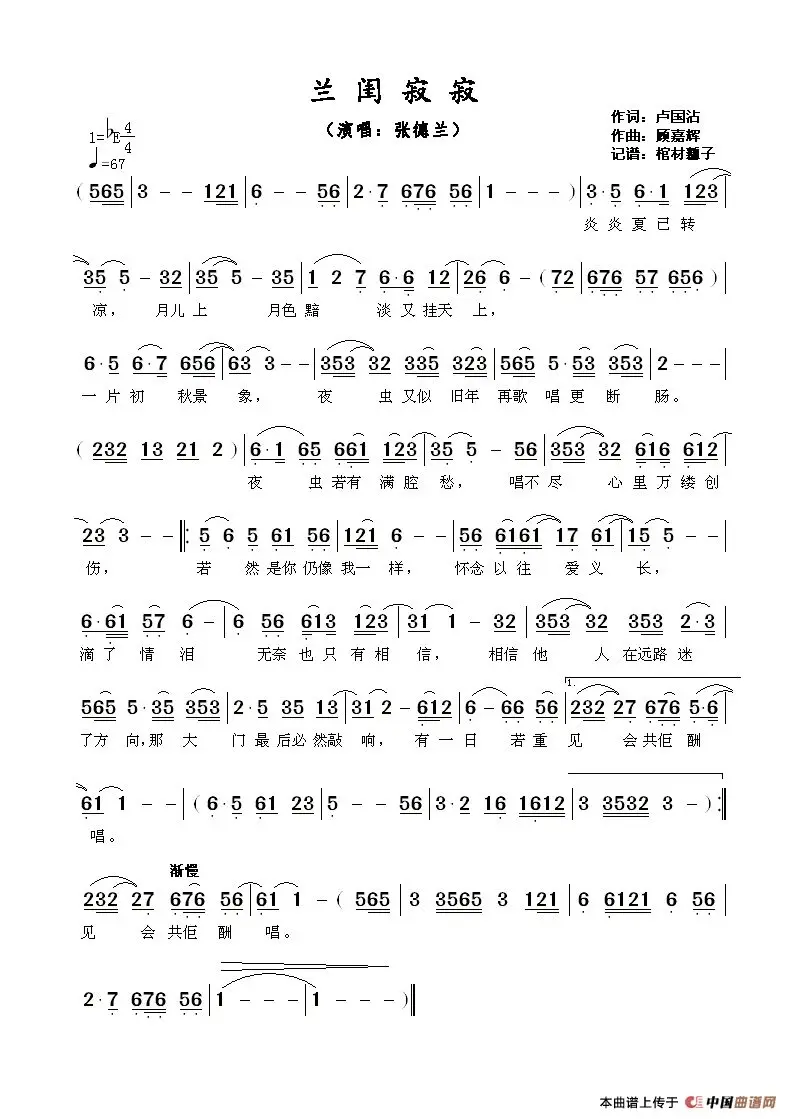 兰闺寂寂
（演唱：张德兰）
作词：卢国沾
作曲：顾嘉辉
记谱：棺材瓤子
1=♭E 4/4
♩=67
( 565 | 3 - - 121 | 6 - - 56 | 2·7 676 56 | 1 - - ) | 3·5 6·1 123 |
炎炎夏已转
35 5 - 32 | 35 5 - 35 | 1 2 7 6·6 12 | 26 6 - ( 72 | 676 57 656 ) |
凉， 月儿上 月色黯 淡又挂天上，
6·5 6·7 656 | 63 3 - - | 353 32 335 323 | 565 5·53 353 | 2 - - - |
一片初 秋景 象， 夜 虫又似 旧年 再歌 唱更 断 肠。
( 232 13 21 2 ) | 6·1 65 661 123 | 35 5 - 56 | 353 32 616 612 |
夜 虫若有 满腔愁， 唱不尽 心里万缕创
23 3 - - ‖: 5 6 5 61 56 | 121 6 - - | 56 6161 17 61 | 15 5 - - |
伤， 若 然是你仍像我一样， 怀念以往 爱义长，
6·61 57 6 - | 6 56 613 123 | 31 1 - 32 | 353 32 353 2·3 |
滴了 情 泪 无奈也只有相 信， 相信他 人在远路迷
1.
565 5·35 353 | 2·5 35 13 | 31 2 - 612 | 6 - 66 56 | 232 27 676 5·6 |
了方向，那 大 门最后必然敲 响， 有一日 若重 见 会共佢 酬
61 1 - - | ( 6·5 61 23 | 5 - - 56 | 3·2 16 1612 | 3 3532 3 - ) :‖
唱。
渐慢
232 27 676 56 | 61 1 - ( 565 | 3 3565 3 121 | 6 6121 6 56 |
见 会 共佢 酬 唱。
2·7 676 56 | 1 - - - | 1 - - - ) ‖
本曲谱上传于 中国曲谱网